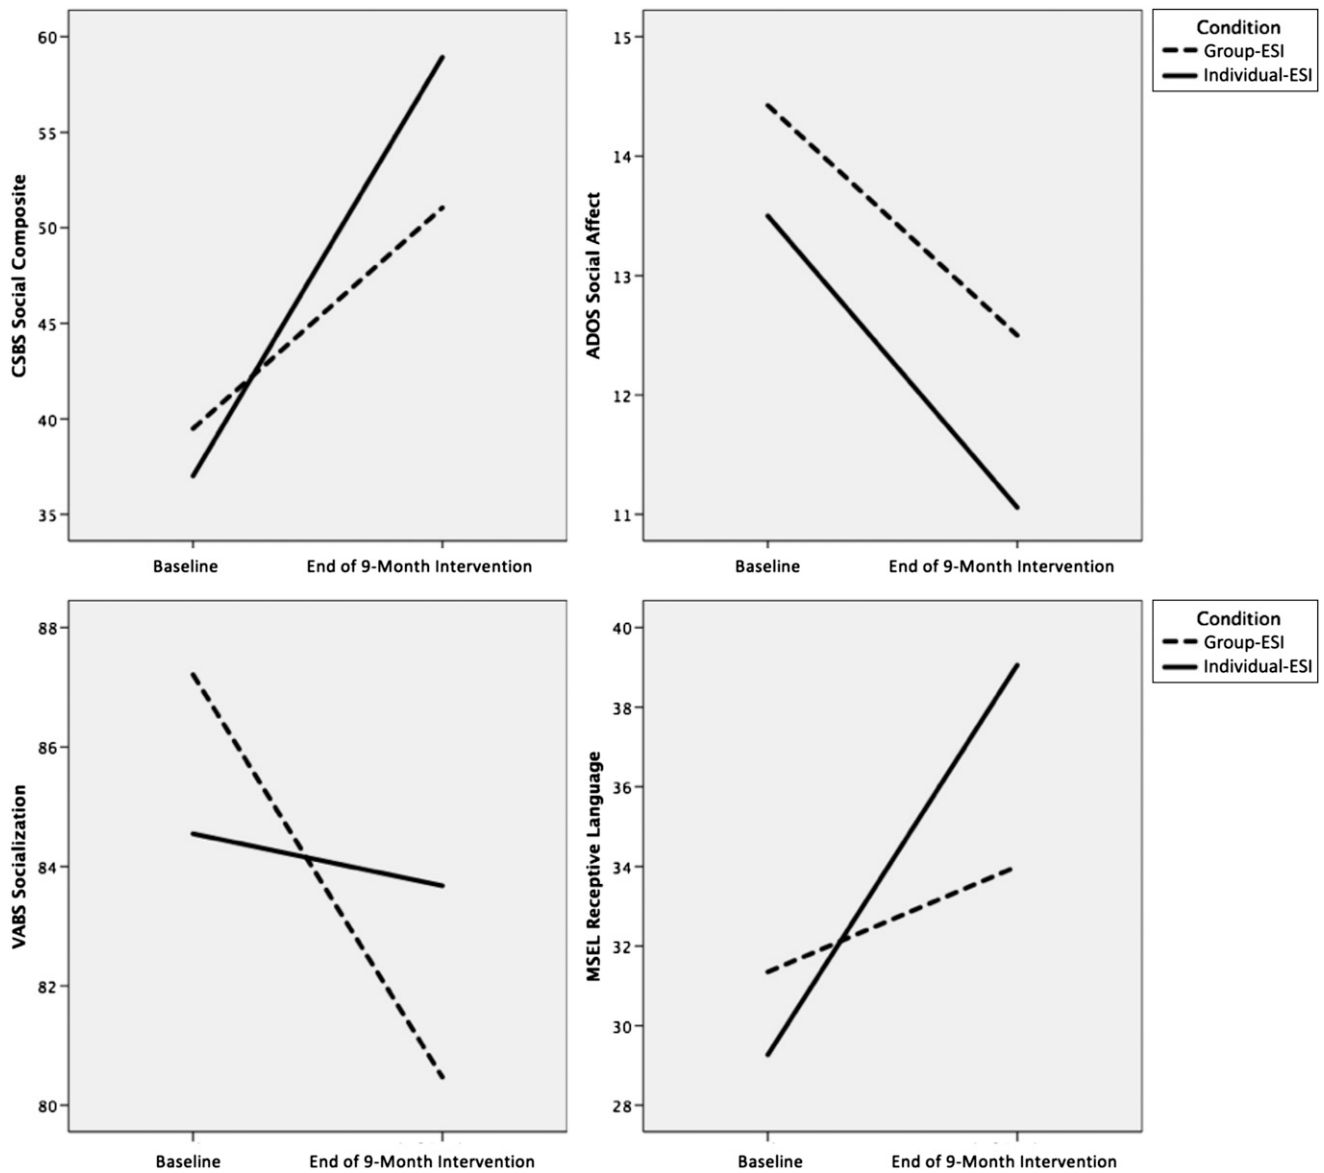 CSBS Social Composite
60
55
50
45
40
35
Baseline
End of 9-Month Intervention
ADOS Social Affect
15
14
13
12
11
Baseline
End of 9-Month Intervention
Condition
Group-ESI
Individual-ESI
VABS Socialization
88
86
84
82
80
Baseline
End of 9-Month Intervention
MSEL Receptive Language
40
38
36
34
32
30
28
Baseline
End of 9-Month Intervention
Condition
Group-ESI
Individual-ESI